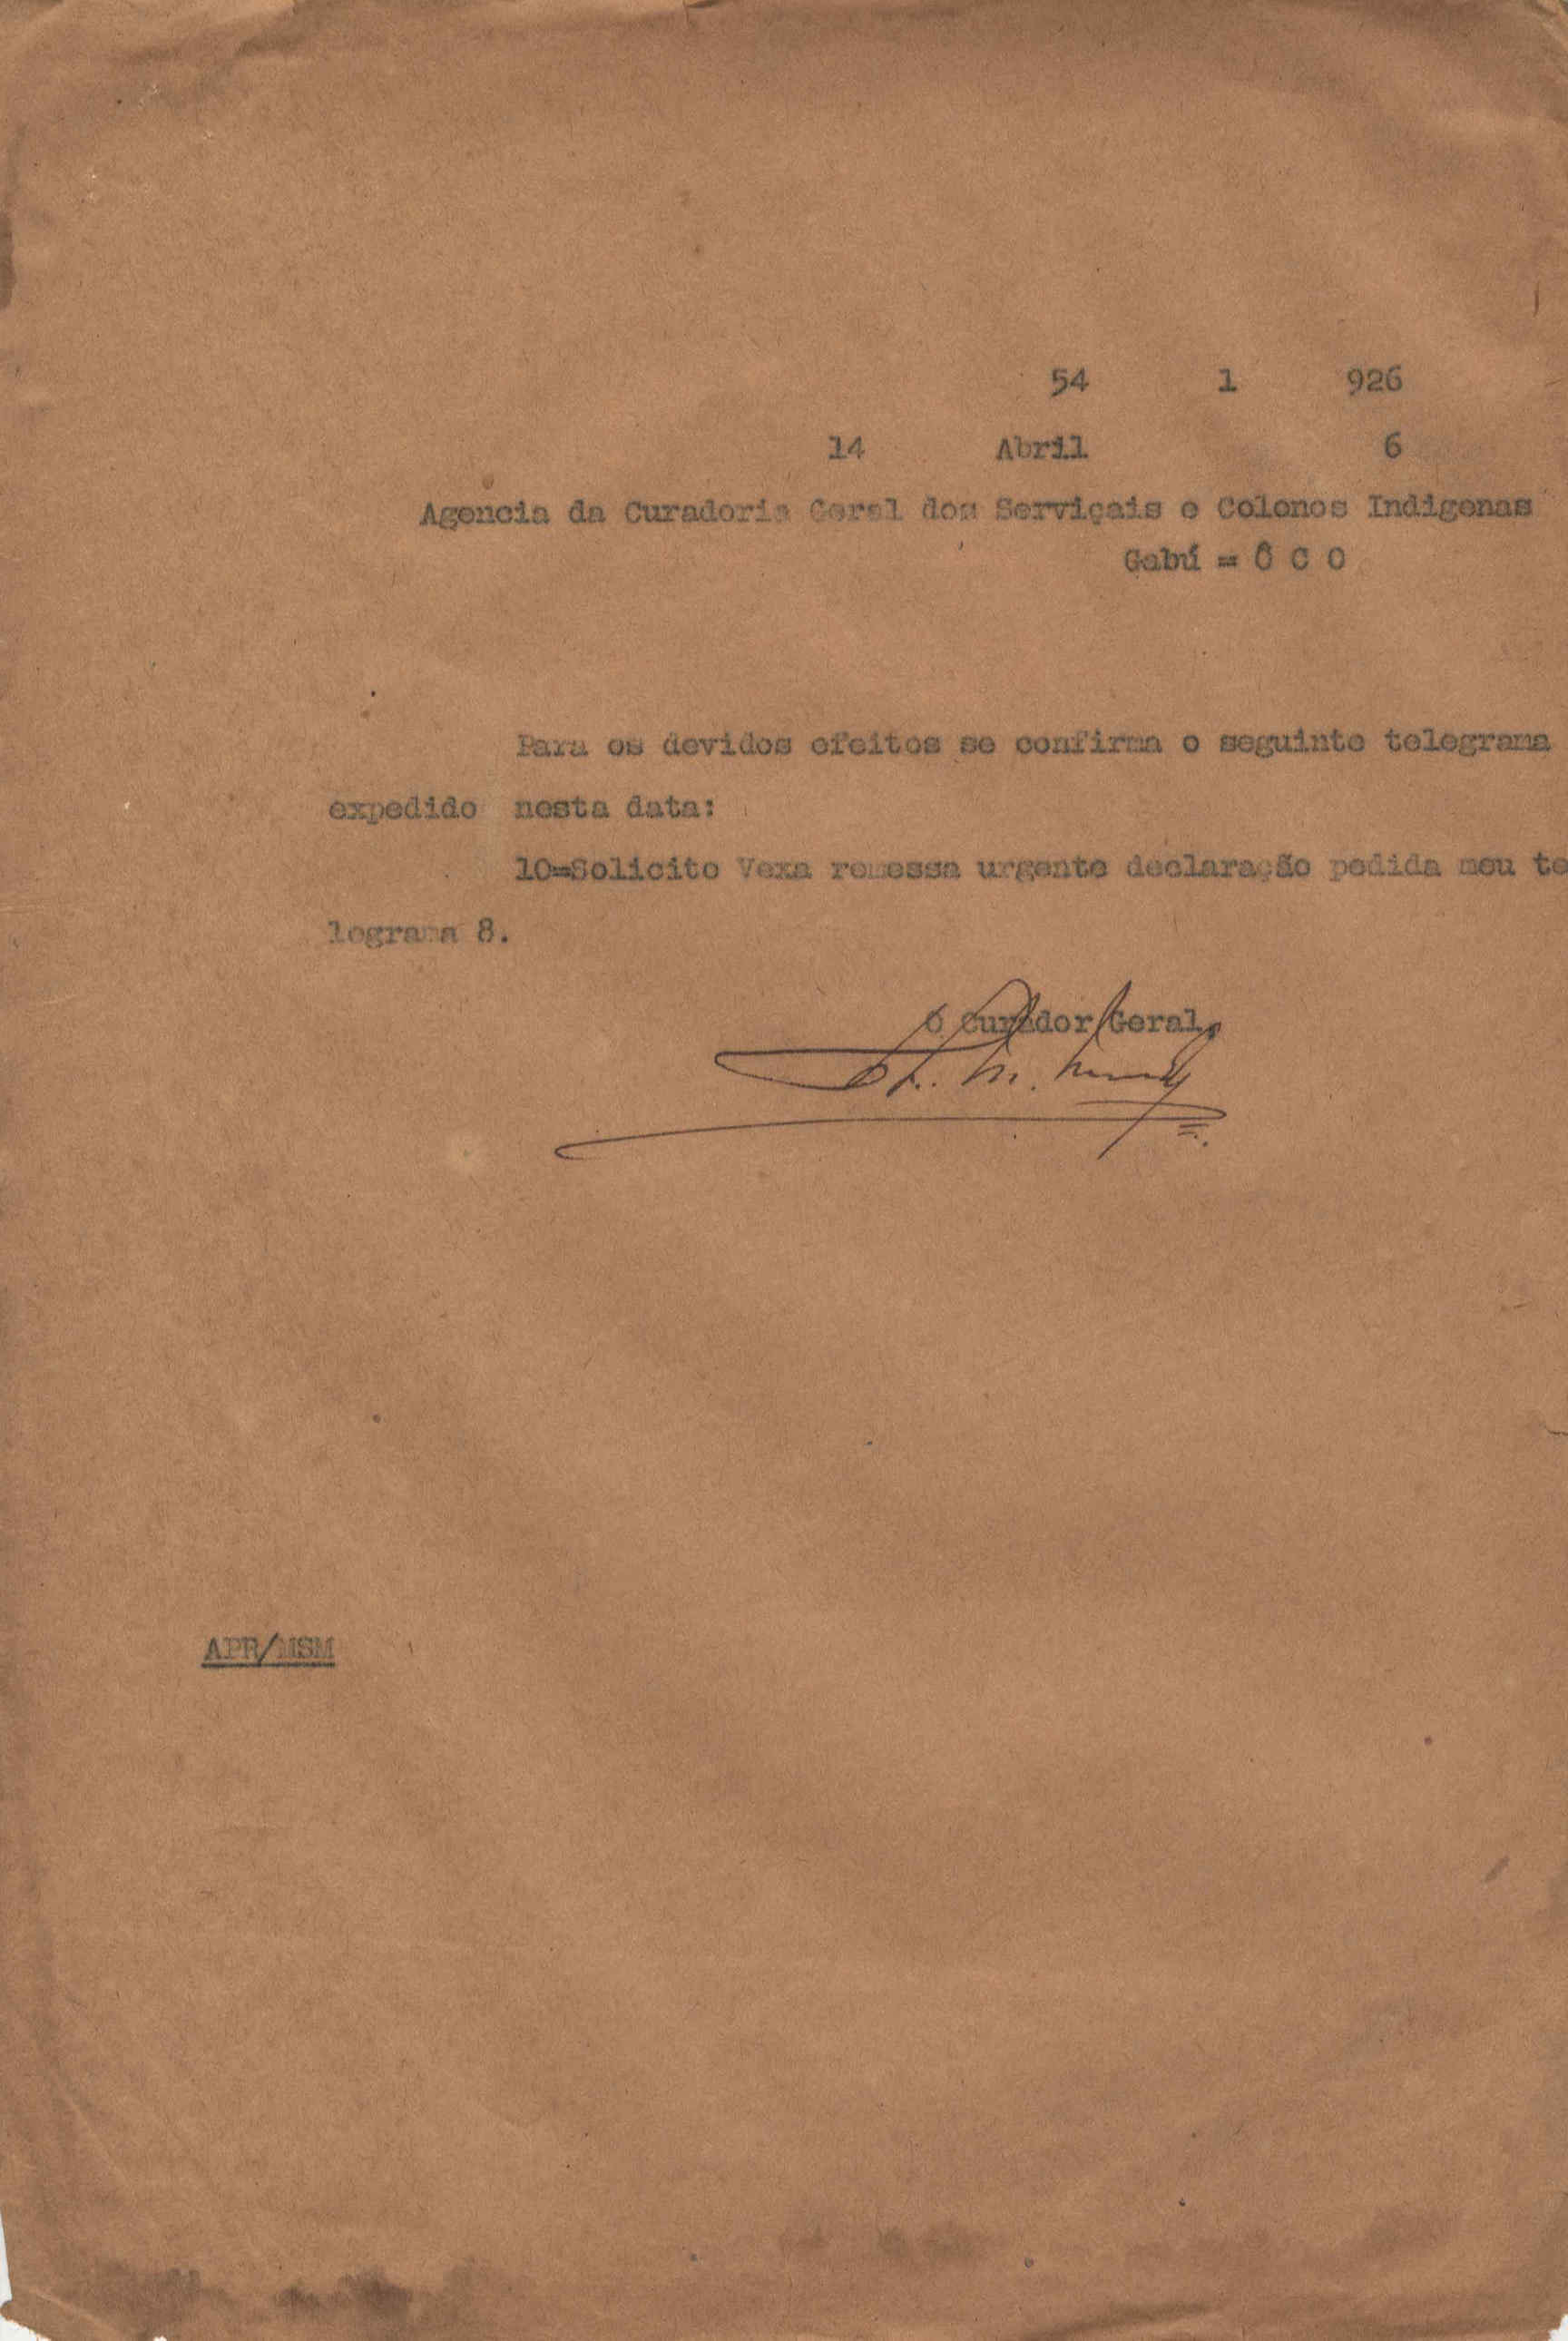 54 1 926
14 Abril 6
Agencia da Curadoria Geral dos Serviçais e Colonos Indigenas
Gabú = Ô C O
Para os devidos efeitos se confirma o seguinte telegrama
expedido nesta data:
10=Solicito Vexa remessa urgente declaração pedida meu te
legrama 8.
O Curador Geral,
APR/MSM